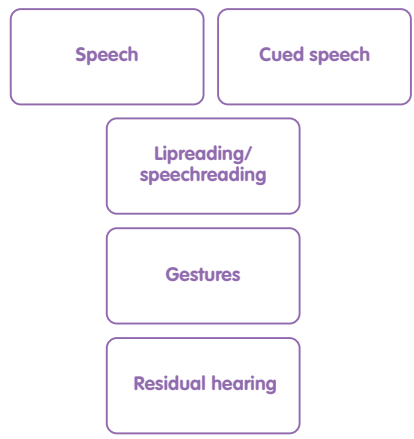 Speech
Cued speech
Lipreading/
speechreading
Gestures
Residual hearing